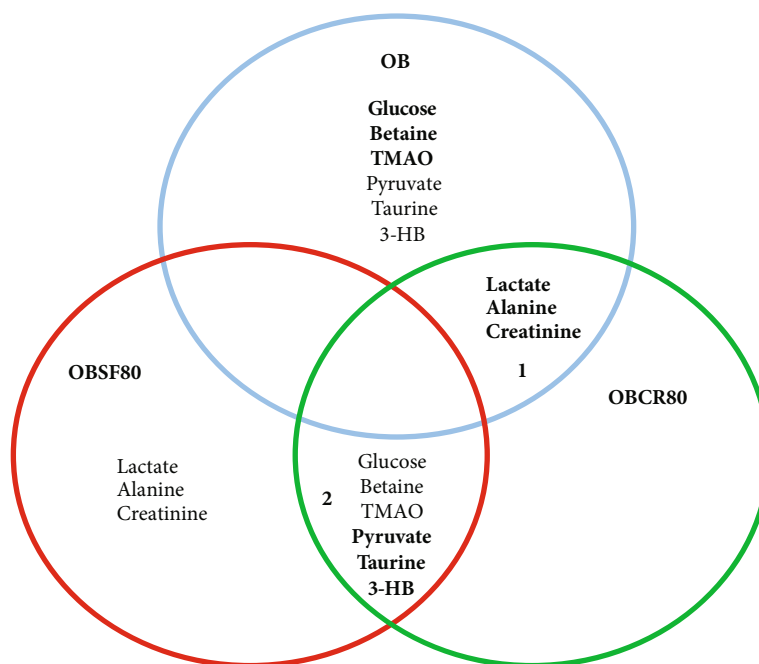 OB
Glucose
Betaine
TMAO
Pyruvate
Taurine
3-HB
Lactate
Alanine
Creatinine
1
OBSF80
OBCR80
Lactate
Alanine
Creatinine
2
Glucose
Betaine
TMAO
Pyruvate
Taurine
3-HB